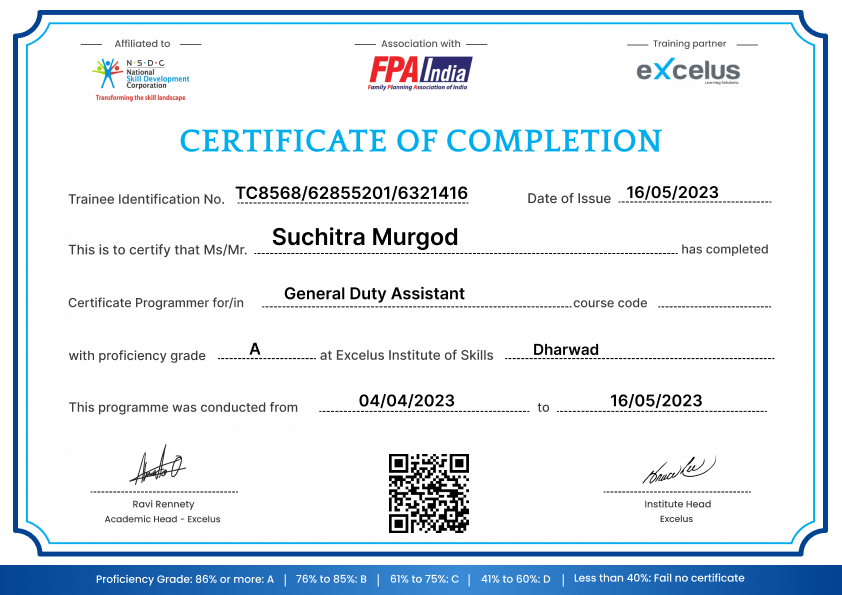 Affiliated to
N·S·D·C
National
Skill Development
Corporation
Transforming the skill landscape
Association with
FPA India
Family Planning Association of India
Training partner
eXcelus
Learning Solutions
CERTIFICATE OF COMPLETION
Trainee Identification No. TC8568/62855201/6321416 Date of Issue 16/05/2023
This is to certify that Ms/Mr. Suchitra Murgod has completed
Certificate Programmer for/in General Duty Assistant course code
with proficiency grade A at Excelus Institute of Skills Dharwad
This programme was conducted from 04/04/2023 to 16/05/2023
Ravi Rennety
Academic Head - Excelus
Institute Head
Excelus
Proficiency Grade: 86% or more: A | 76% to 85%: B | 61% to 75%: C | 41% to 60%: D | Less than 40%: Fail no certificate